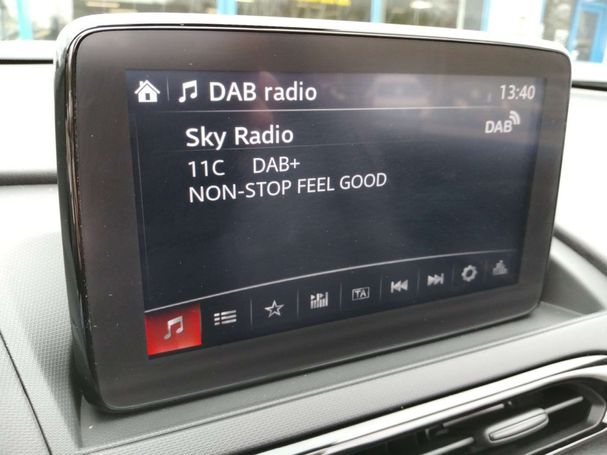 DAB radio 13:40
Sky Radio DAB
11C DAB+
NON-STOP FEEL GOOD
TA